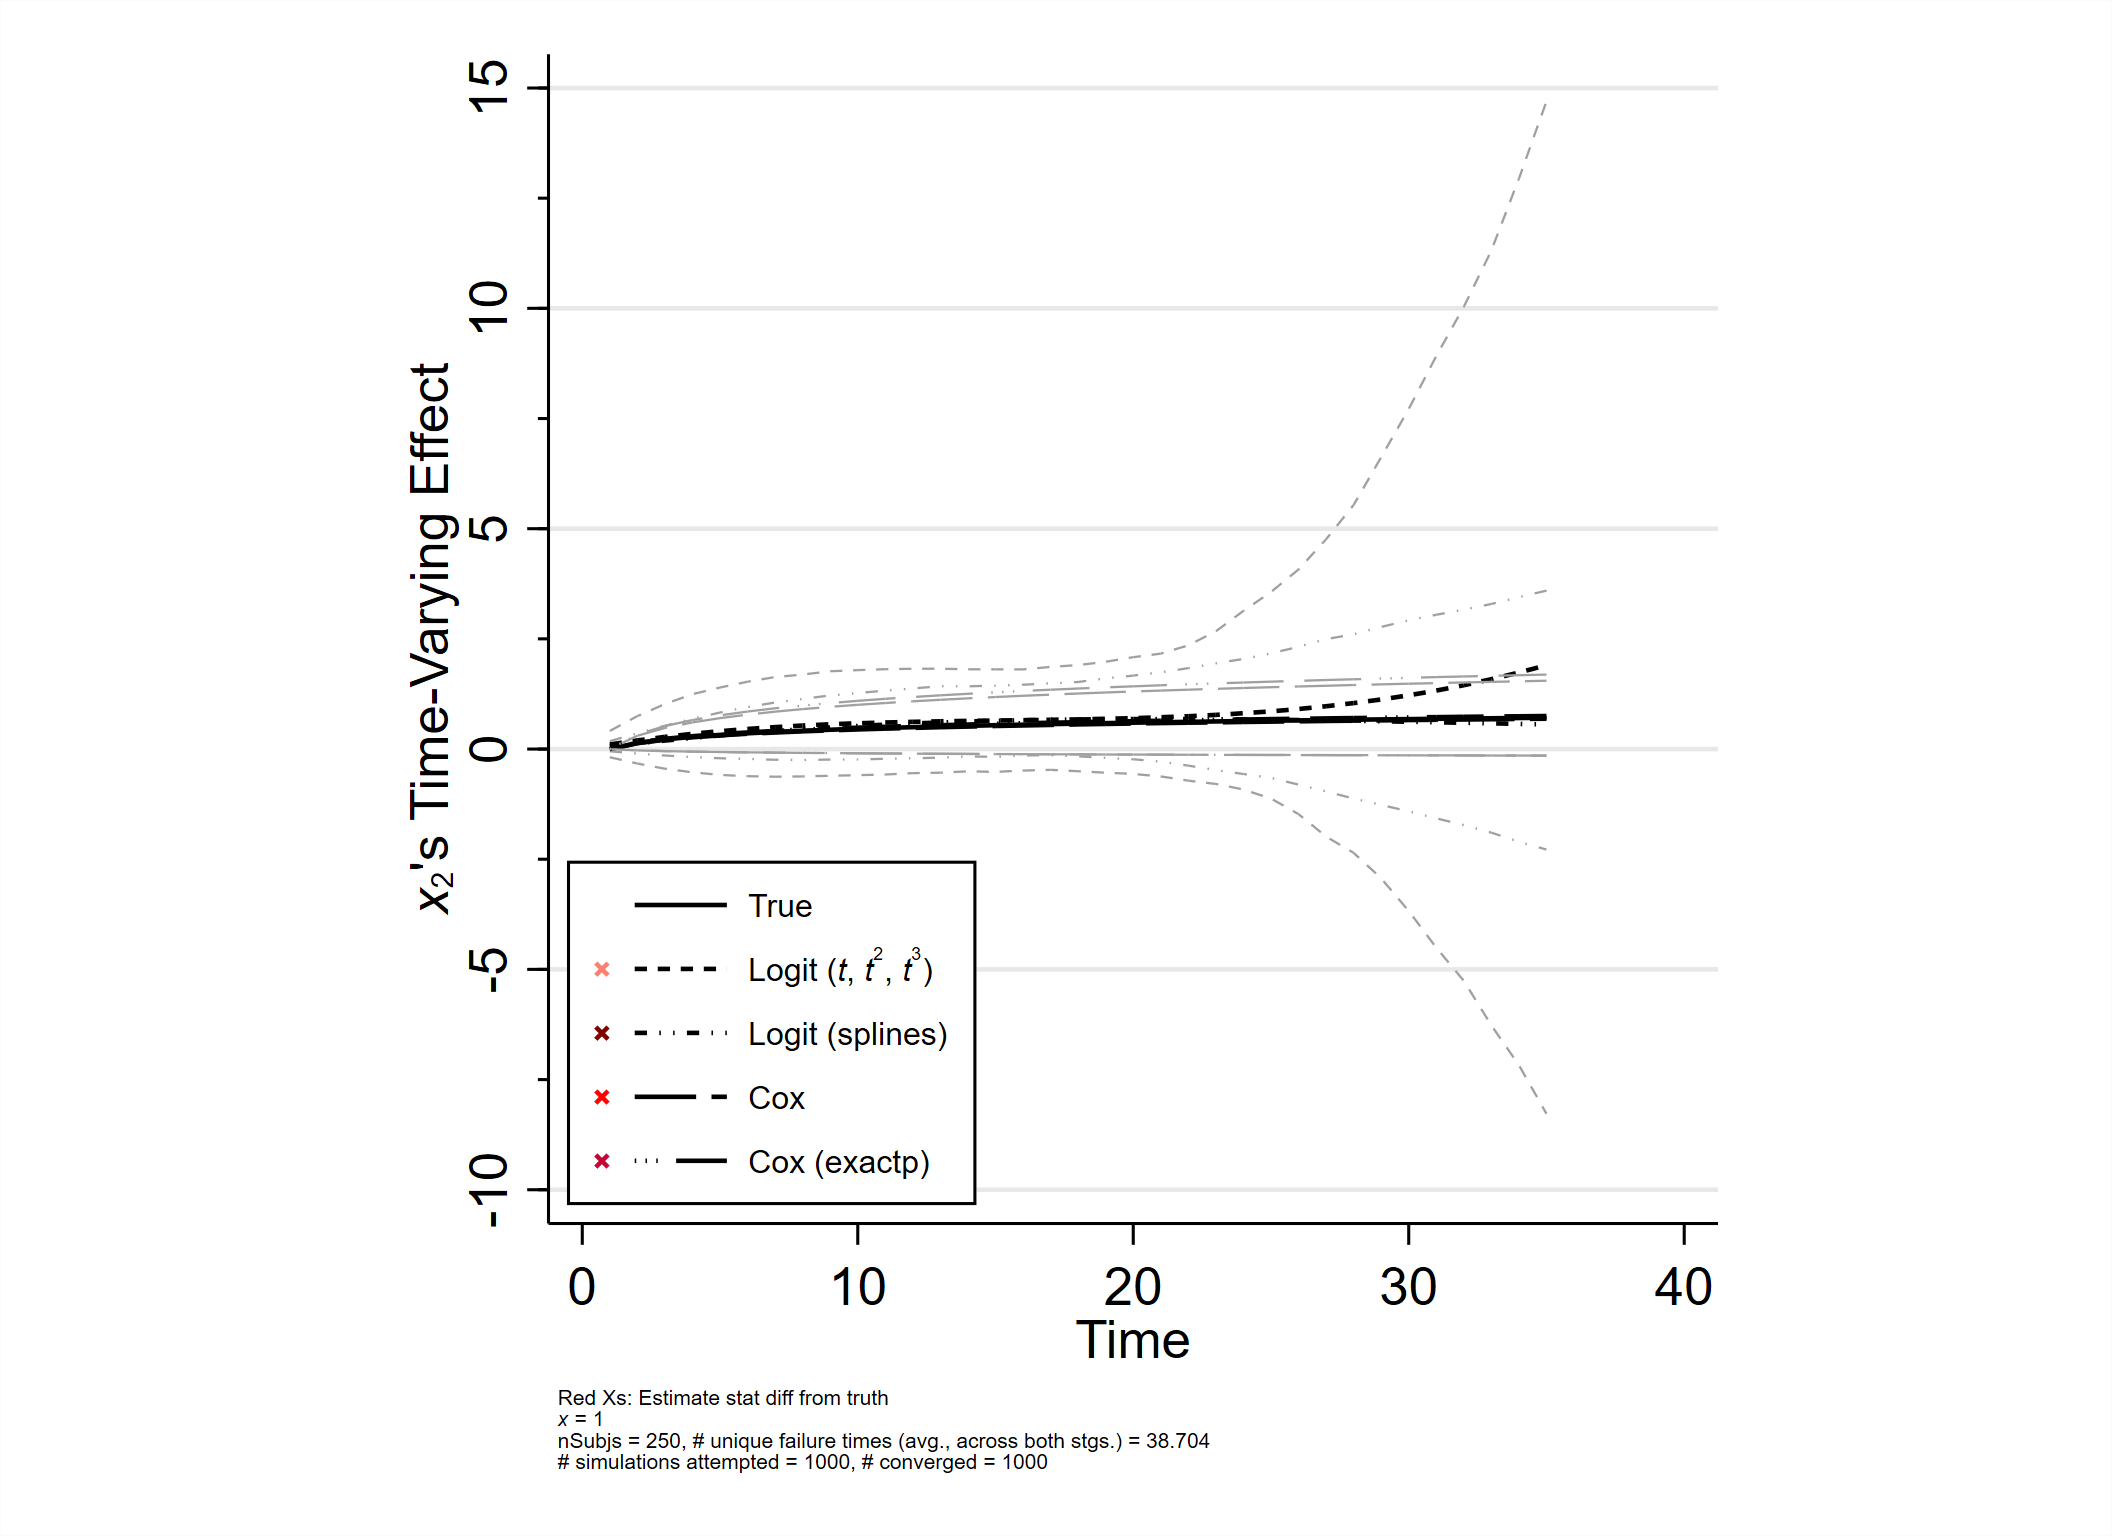 15
10
5
0
-5
-10
x₂'s Time-Varying Effect
True
Logit (t, t², t³)
Logit (splines)
Cox
Cox (exactp)
0 10 20 30 40
Time
Red Xs: Estimate stat diff from truth
x = 1
nSubjs = 250, # unique failure times (avg., across both stgs.) = 38.704
# simulations attempted = 1000, # converged = 1000